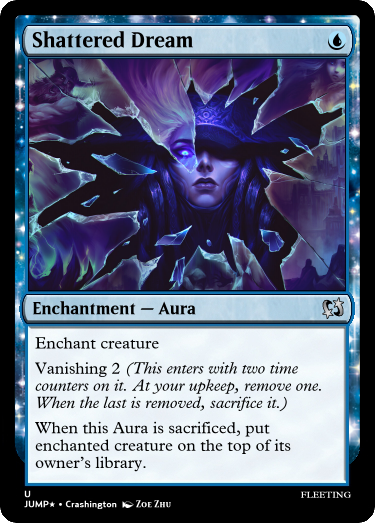 Shattered Dream
Enchantment — Aura
Enchant creature
Vanishing 2 (This enters with two time
counters on it. At your upkeep, remove one.
When the last is removed, sacrifice it.)
When this Aura is sacrificed, put
enchanted creature on the top of its
owner's library.
U
JUMP★ • Crashington Zoe Zhu
FLEETING